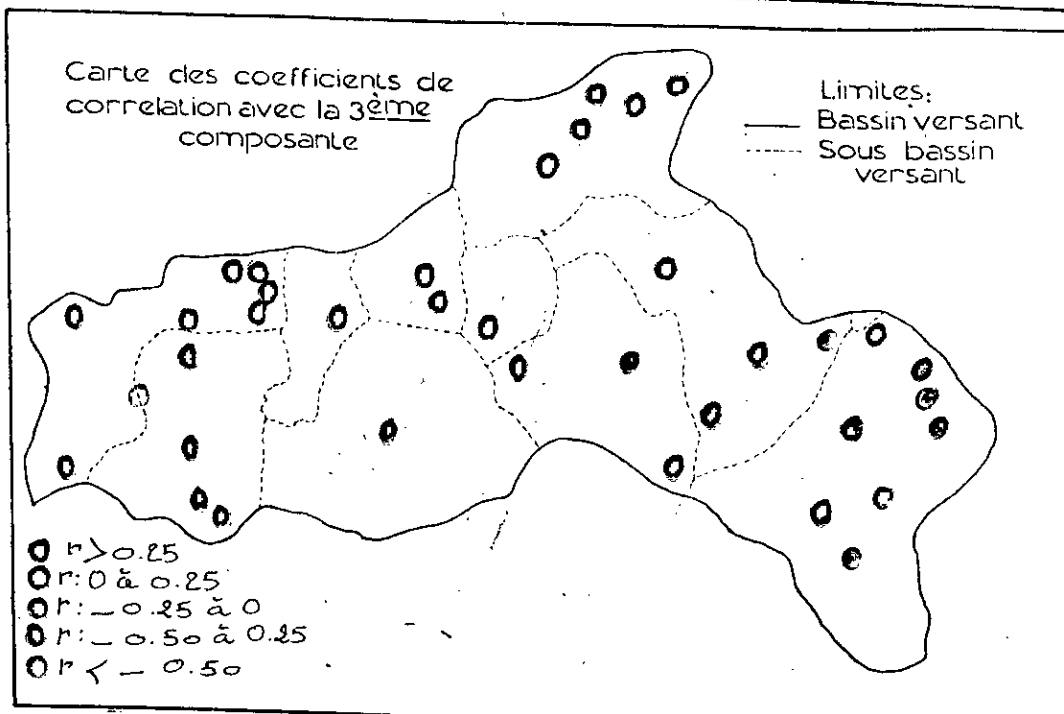 Carte des coefficients de
correlation avec la 3ème
composante
Limites:
Bassin versant
Sous bassin
versant
r > 0.25
r: 0 à 0.25
r: - 0.25 à 0
r: - 0.50 à 0.25
r < - 0.50